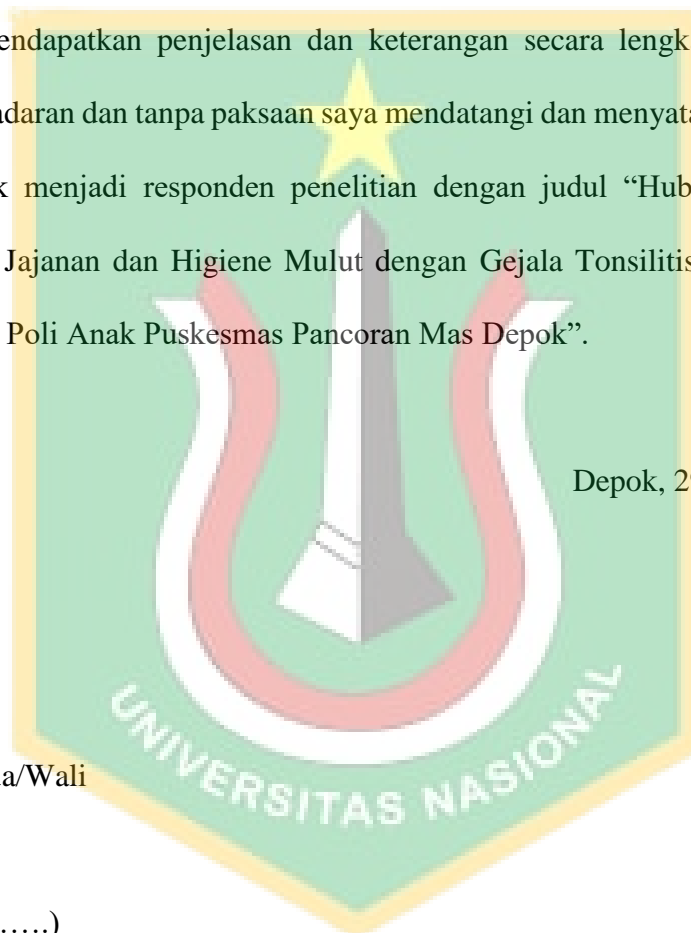 endapatkan penjelasan dan keterangan secara lengk
adaran dan tanpa paksaan saya mendatangi dan menyata
k menjadi responden penelitian dengan judul “Hub
Jajanan dan Higiene Mulut dengan Gejala Tonsilitis
Poli Anak Puskesmas Pancoran Mas Depok”.
Depok, 2
UNIVERSITAS NASIONAL
a/Wali
…..)